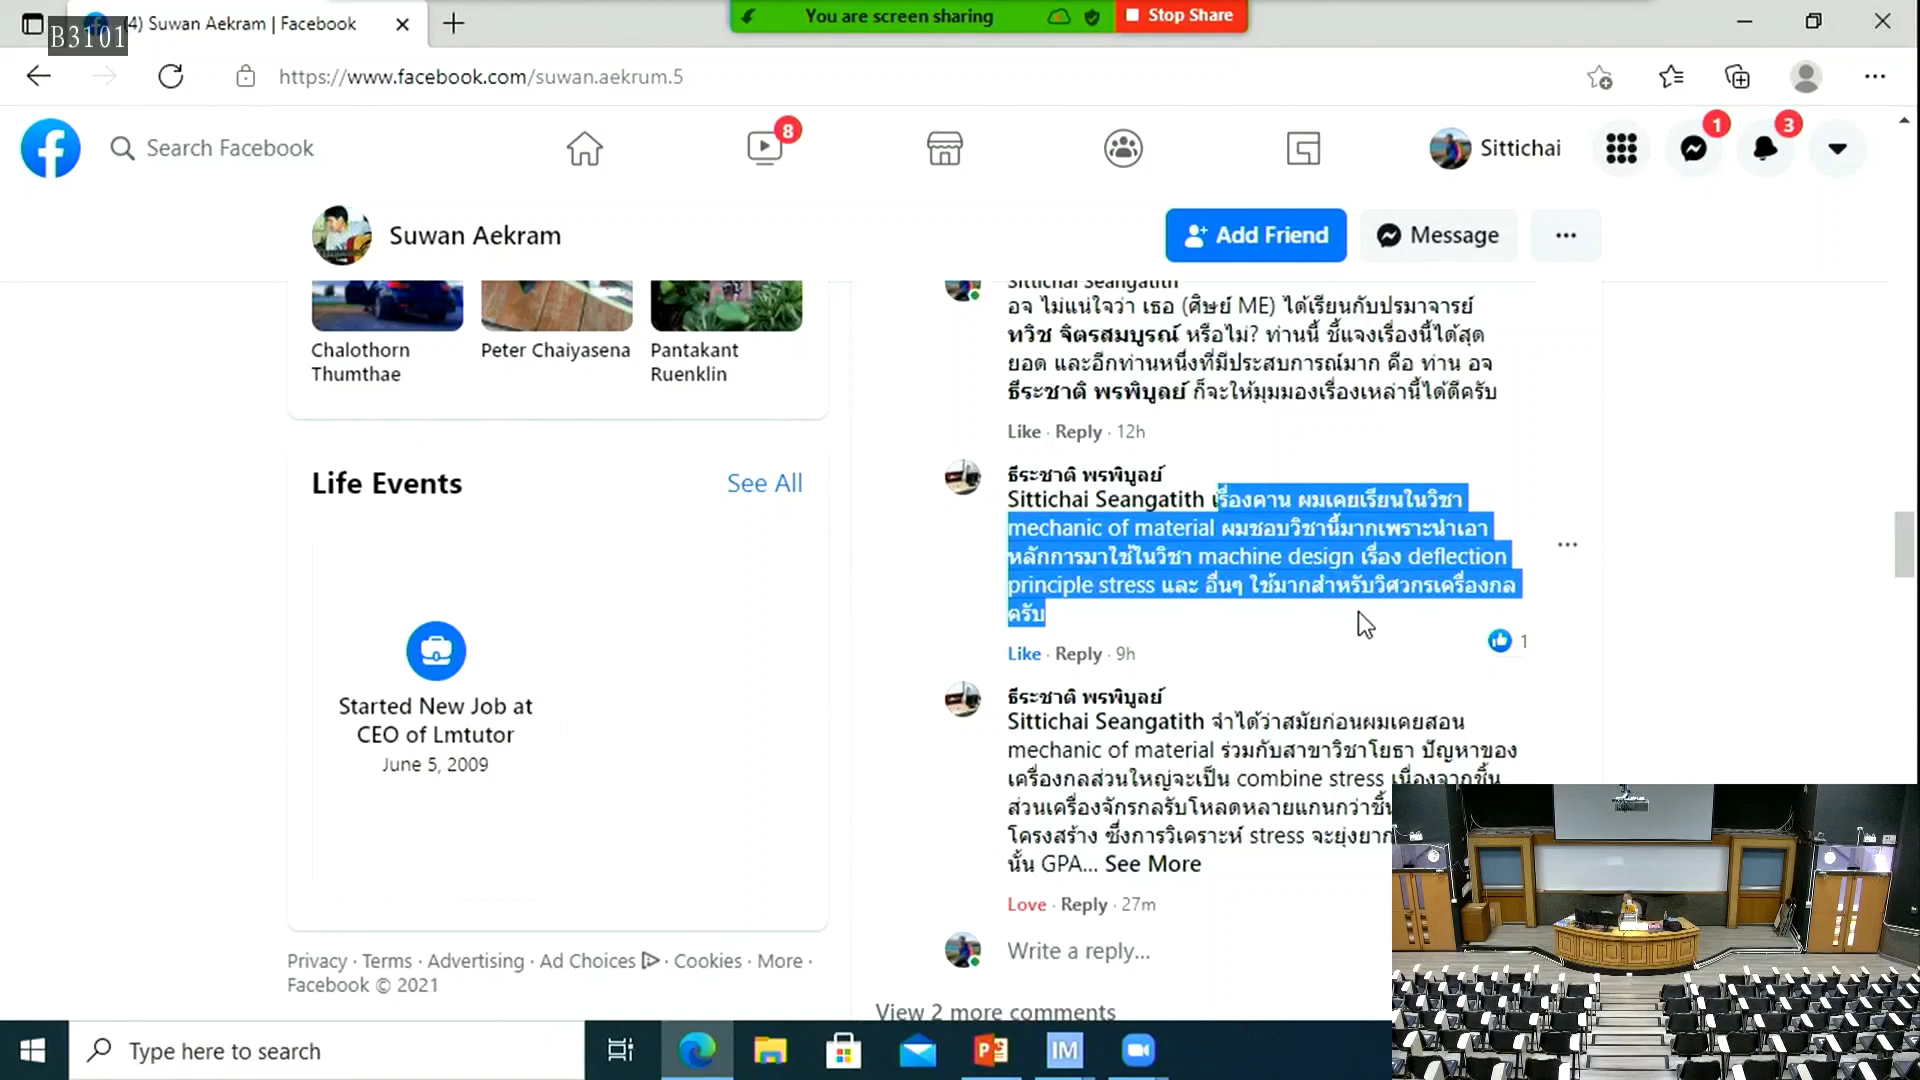 (4) Suwan Aekram | Facebook
B3101
You are screen sharing
Stop Share
https://www.facebook.com/suwan.aekrum.5
Search Facebook
8
Sittichai
1
3
Suwan Aekram
Add Friend
Message
Chalothorn
Thumthae
Peter Chaiyasena
Pantakant
Ruenklin
Life Events
See All
Started New Job at
CEO of Lmtutor
June 5, 2009
Privacy · Terms · Advertising · Ad Choices · Cookies · More ·
Facebook © 2021
Sittichai Seangatith
อจ ไม่แน่ใจว่า เธอ (ศิษย์ ME) ได้เรียนกับปรมาจารย์
ทวิช จิตรสมบูรณ์ หรือไม่? ท่านนี้ ชี้แจงเรื่องนี้ได้สุด
ยอด และอีกท่านหนึ่งที่มีประสบการณ์มาก คือ ท่าน อจ
ธีระชาติ พรพิบูลย์ ก็จะให้มุมมองเรื่องเหล่านี้ได้ดีครับ
Like · Reply · 12h
ธีระชาติ พรพิบูลย์
Sittichai Seangatith เรื่องคาน ผมเคยเรียนในวิชา
mechanic of material ผมชอบวิชานี้มากเพราะนำเอา
หลักการมาใช้ในวิชา machine design เรื่อง deflection
principle stress และ อื่นๆ ใช้มากสำหรับวิศวกรเครื่องกล
ครับ
Like · Reply · 9h
1
ธีระชาติ พรพิบูลย์
Sittichai Seangatith จำได้ว่าสมัยก่อนผมเคยสอน
mechanic of material ร่วมกับสาขาวิชาโยธา ปัญหาของ
เครื่องกลส่วนใหญ่จะเป็น combine stress เนื่องจากชิ้น
ส่วนเครื่องจักรกลรับโหลดหลายแกนกว่าชิ้น
โครงสร้าง ซึ่งการวิเคราะห์ stress จะยุ่งยาก
นั้น GPA... See More
Love · Reply · 27m
Write a reply...
View 2 more comments
Type here to search
IM